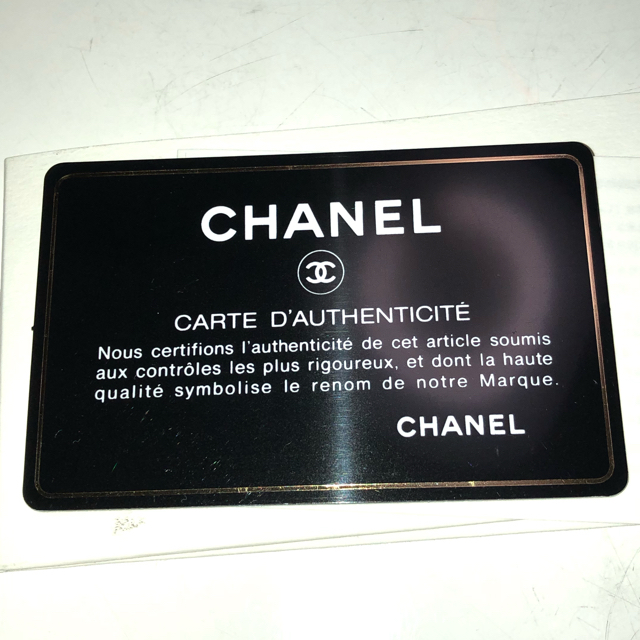 CHANEL
CARTE D'AUTHENTICITÉ
Nous certifions l'authenticité de cet article soumis
aux contrôles les plus rigoureux, et dont la haute
qualité symbolise le renom de notre Marque.
CHANEL